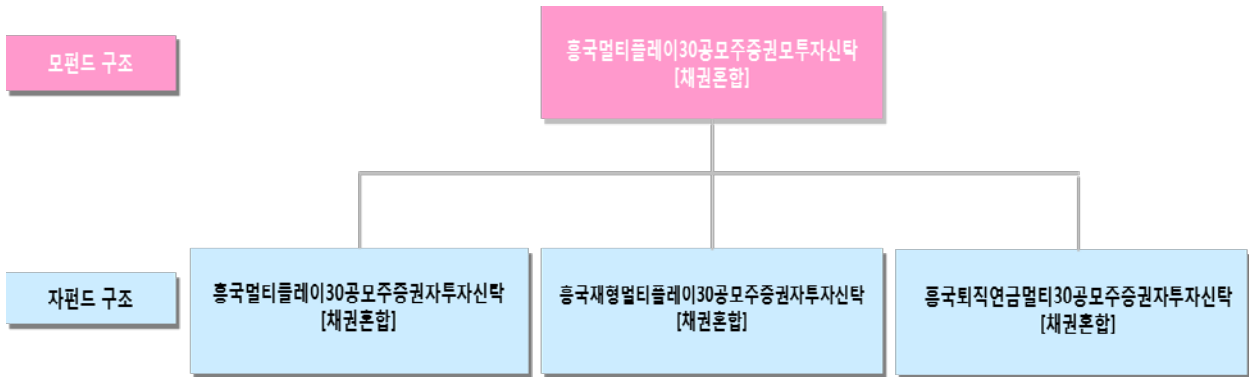 모펀드 구조
흥국멀티플레이30공모주증권모투자신탁
[채권혼합]
자펀드 구조
흥국멀티플레이30공모주증권자투자신탁
[채권혼합]
흥국재형멀티플레이30공모주증권자투자신탁
[채권혼합]
흥국퇴직연금멀티30공모주증권자투자신탁
[채권혼합]